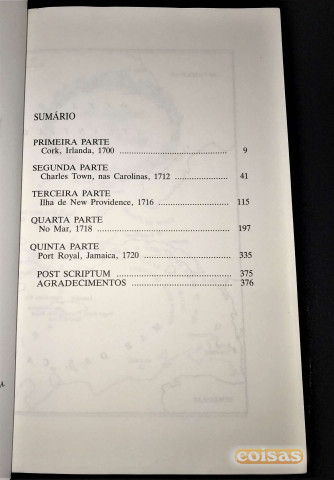 SUMÁRIO
PRIMEIRA PARTE
Cork, Irlanda, 1700 ........................................ 9
SEGUNDA PARTE
Charles Town, nas Carolinas, 1712 .............................. 41
TERCEIRA PARTE
Ilha de New Providence, 1716 .............................. 115
QUARTA PARTE
No Mar, 1718 .................................................. 197
QUINTA PARTE
Port Royal, Jamaica, 1720 .................................. 335
POST SCRIPTUM ........................................ 375
AGRADECIMENTOS .................................... 376
coisas